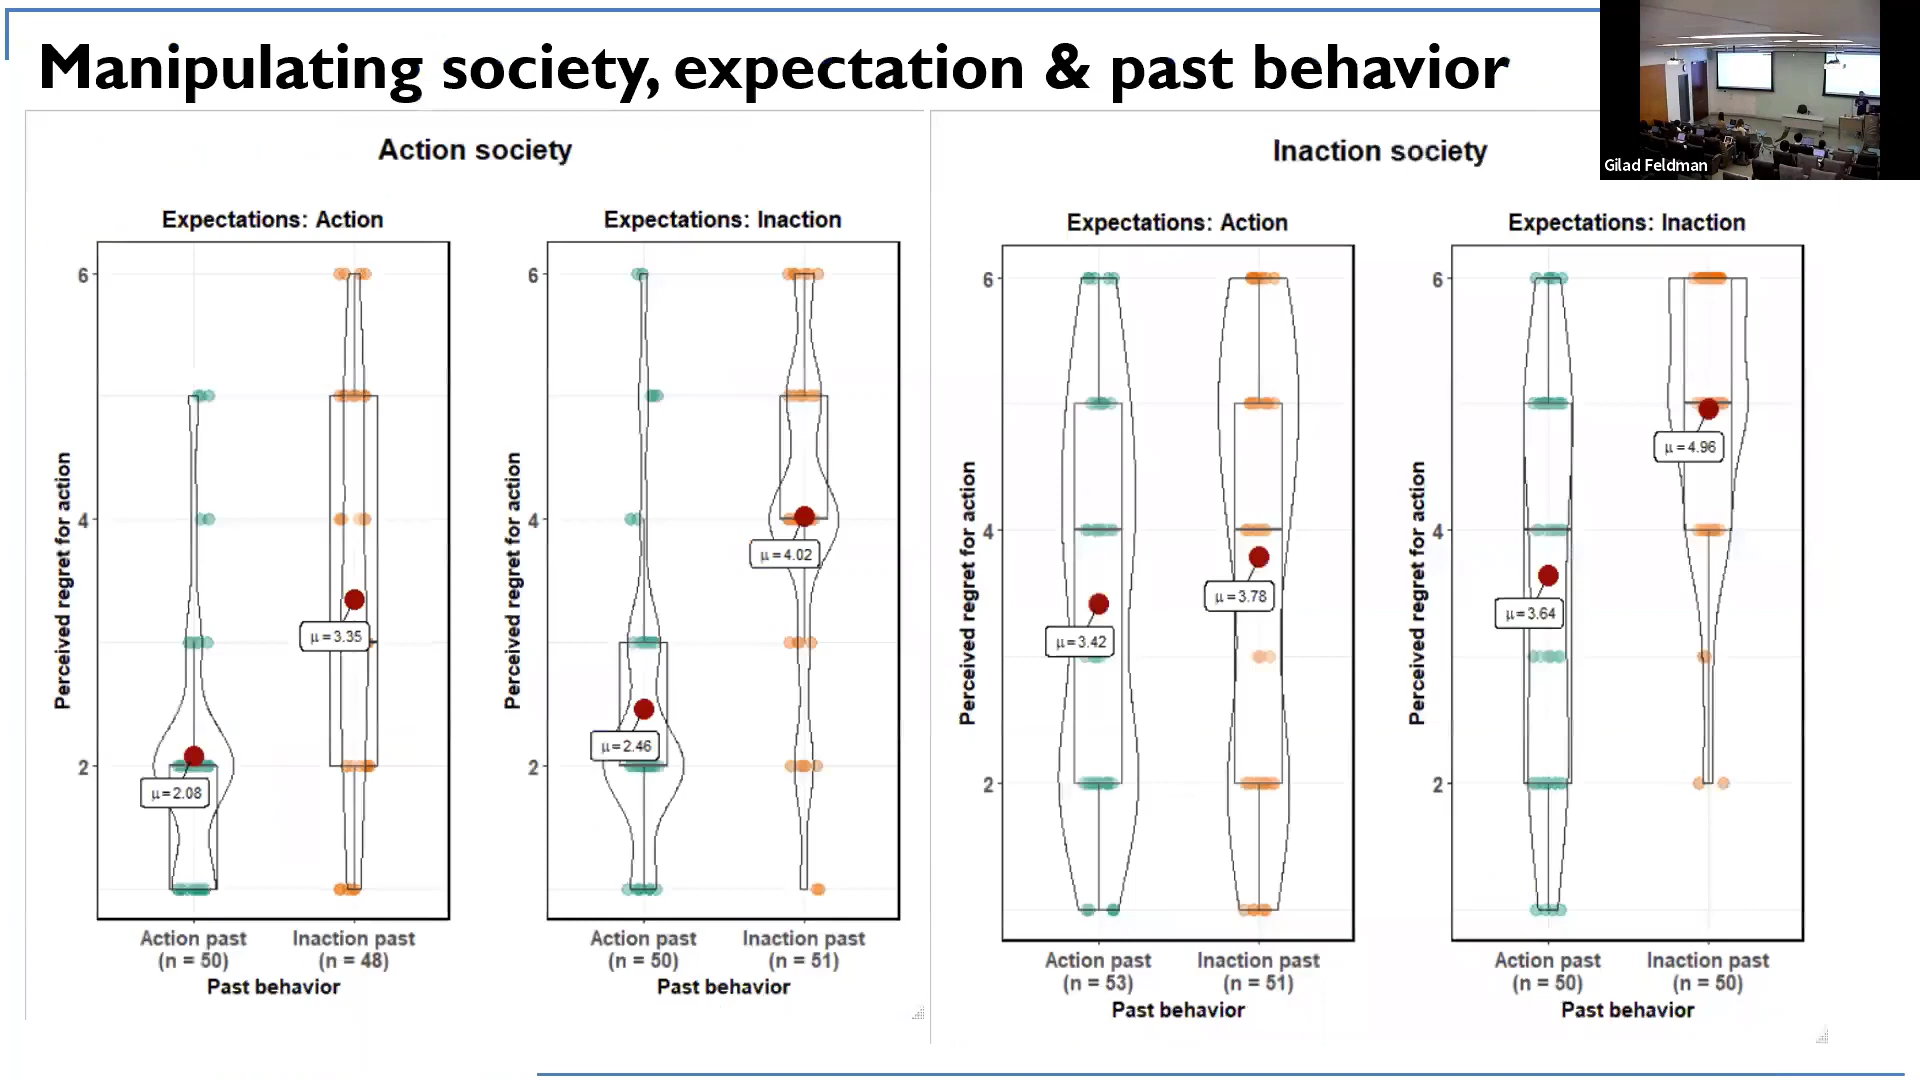 Manipulating society, expectation & past behavior
Gilad Feldman
Action society
Expectations: Action
Perceived regret for action
6
4
2
μ=2.08
μ=3.35
Action past
(n = 50)
Inaction past
(n = 48)
Past behavior
Expectations: Inaction
Perceived regret for action
6
4
2
μ=2.46
μ=4.02
Action past
(n = 50)
Inaction past
(n = 51)
Past behavior
Inaction society
Expectations: Action
Perceived regret for action
6
4
2
μ=3.42
μ=3.78
Action past
(n = 53)
Inaction past
(n = 51)
Past behavior
Expectations: Inaction
Perceived regret for action
6
4
2
μ=3.64
μ=4.96
Action past
(n = 50)
Inaction past
(n = 50)
Past behavior